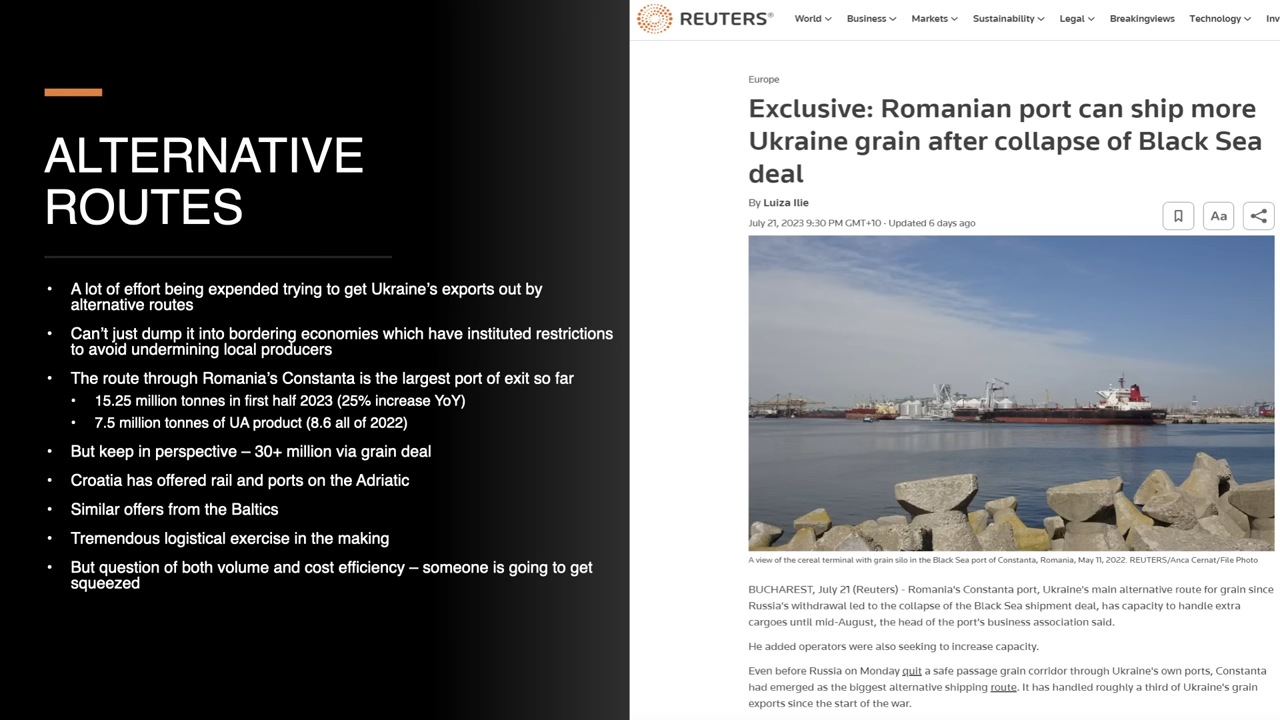 ALTERNATIVE
ROUTES
• A lot of effort being expended trying to get Ukraine's exports out by
alternative routes
• Can't just dump it into bordering economies which have instituted restrictions
to avoid undermining local producers
• The route through Romania's Constanta is the largest port of exit so far
• 15.25 million tonnes in first half 2023 (25% increase YoY)
• 7.5 million tonnes of UA product (8.6 all of 2022)
• But keep in perspective – 30+ million via grain deal
• Croatia has offered rail and ports on the Adriatic
• Similar offers from the Baltics
• Tremendous logistical exercise in the making
• But question of both volume and cost efficiency – someone is going to get
squeezed
REUTERS®
World Business Markets Sustainability Legal Breakingviews Technology Inv
Europe
Exclusive: Romanian port can ship more
Ukraine grain after collapse of Black Sea
deal
By Luiza Ilie
July 21, 2023 9:30 PM GMT+10 · Updated 6 days ago
Aa
A view of the cereal terminal with grain silo in the Black Sea port of Constanta, Romania, May 11, 2022. REUTERS/Anca Cernat/File Photo
BUCHAREST, July 21 (Reuters) - Romania's Constanta port, Ukraine's main alternative route for grain since
Russia's withdrawal led to the collapse of the Black Sea shipment deal, has capacity to handle extra
cargoes until mid-August, the head of the port's business association said.
He added operators were also seeking to increase capacity.
Even before Russia on Monday quit a safe passage grain corridor through Ukraine's own ports, Constanta
had emerged as the biggest alternative shipping route. It has handled roughly a third of Ukraine's grain
exports since the start of the war.